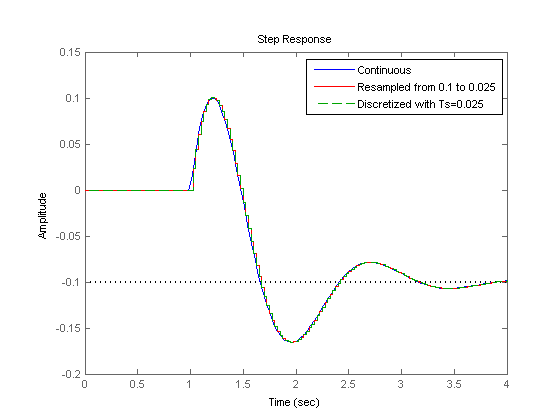 Step Response
0.15
0.1
0.05
0
-0.05
-0.1
-0.15
-0.2
Amplitude
Continuous
Resampled from 0.1 to 0.025
Discretized with Ts=0.025
0 0.5 1 1.5 2 2.5 3 3.5 4
Time (sec)